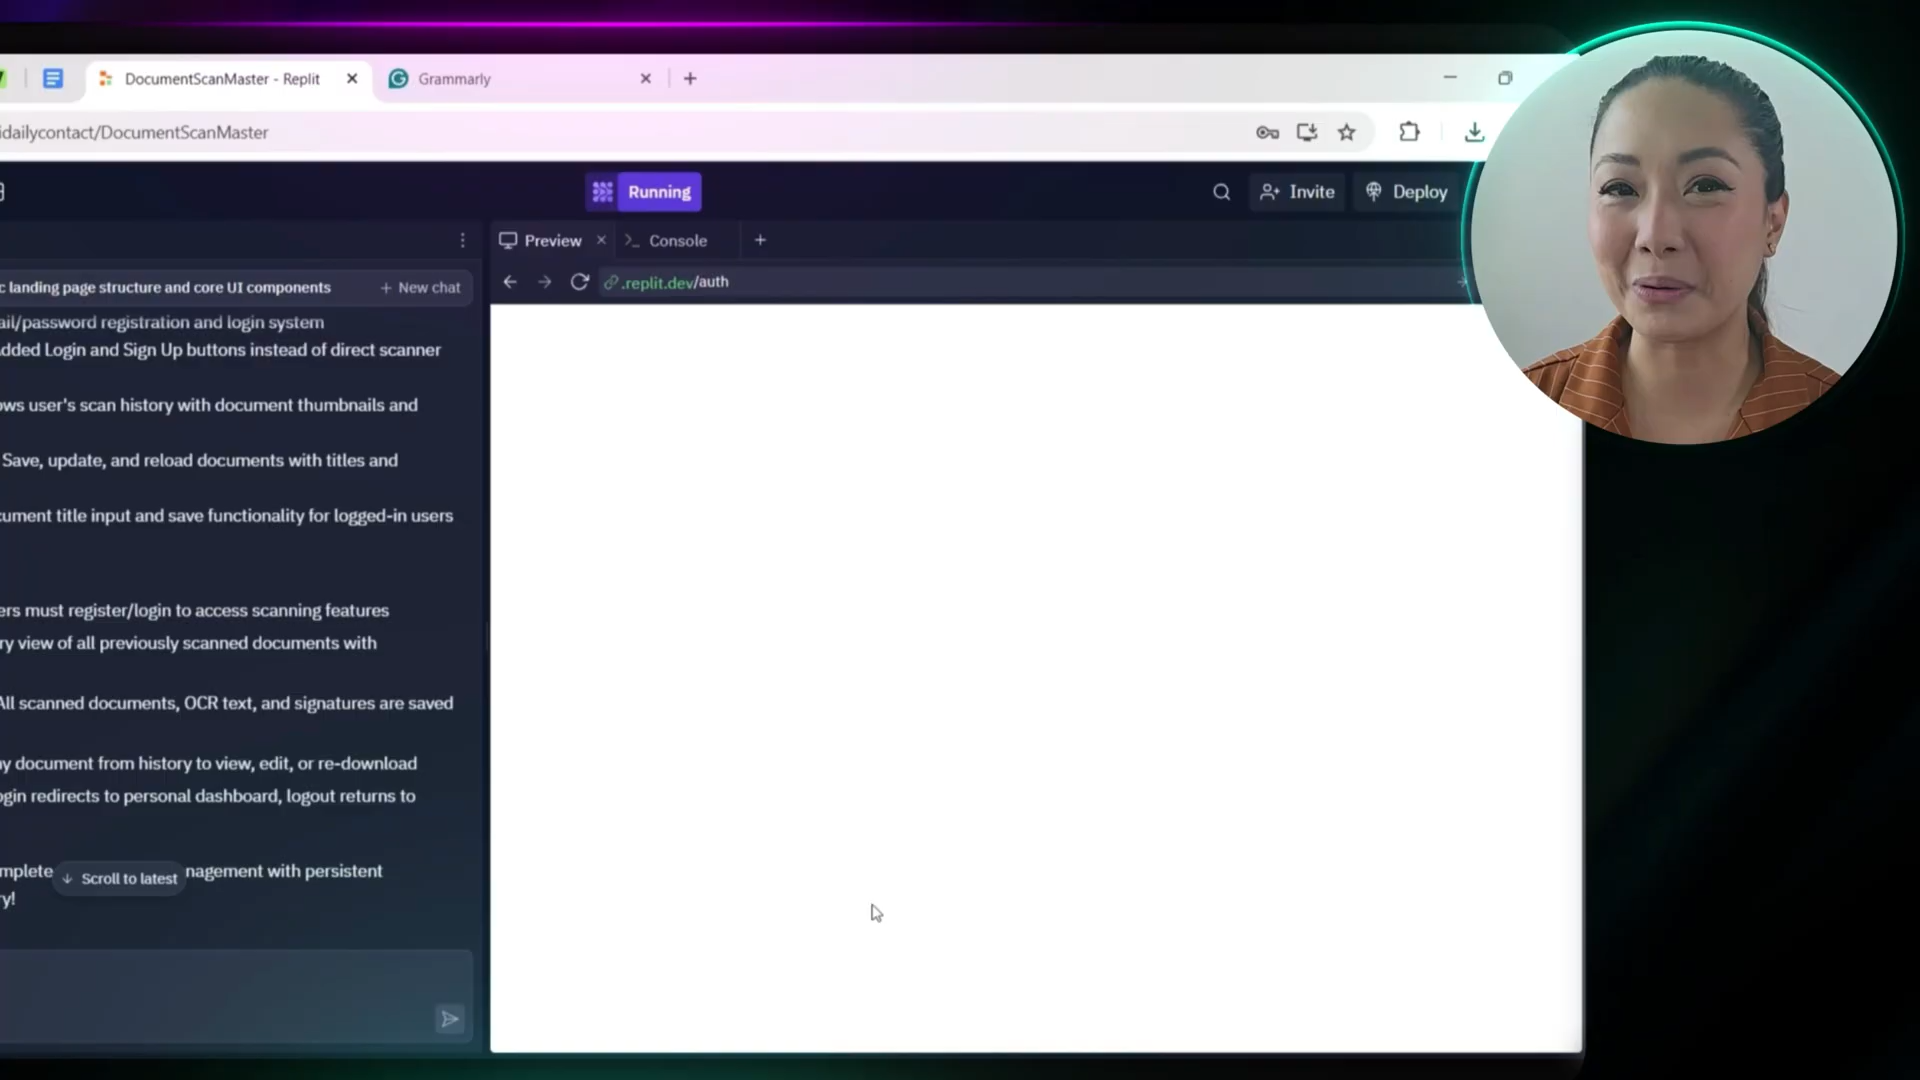 DocumentScanMaster - Replit
Grammarly
idailycontact/DocumentScanMaster
Running
Invite
Deploy
Preview
Console
.replit.dev/auth
c landing page structure and core UI components
New chat
ail/password registration and login system
dded Login and Sign Up buttons instead of direct scanner
ows user's scan history with document thumbnails and
Save, update, and reload documents with titles and
cument title input and save functionality for logged-in users
ers must register/login to access scanning features
ry view of all previously scanned documents with
All scanned documents, OCR text, and signatures are saved
ny document from history to view, edit, or re-download
ogin redirects to personal dashboard, logout returns to
mplete
nagement with persistent
Scroll to latest
ry!